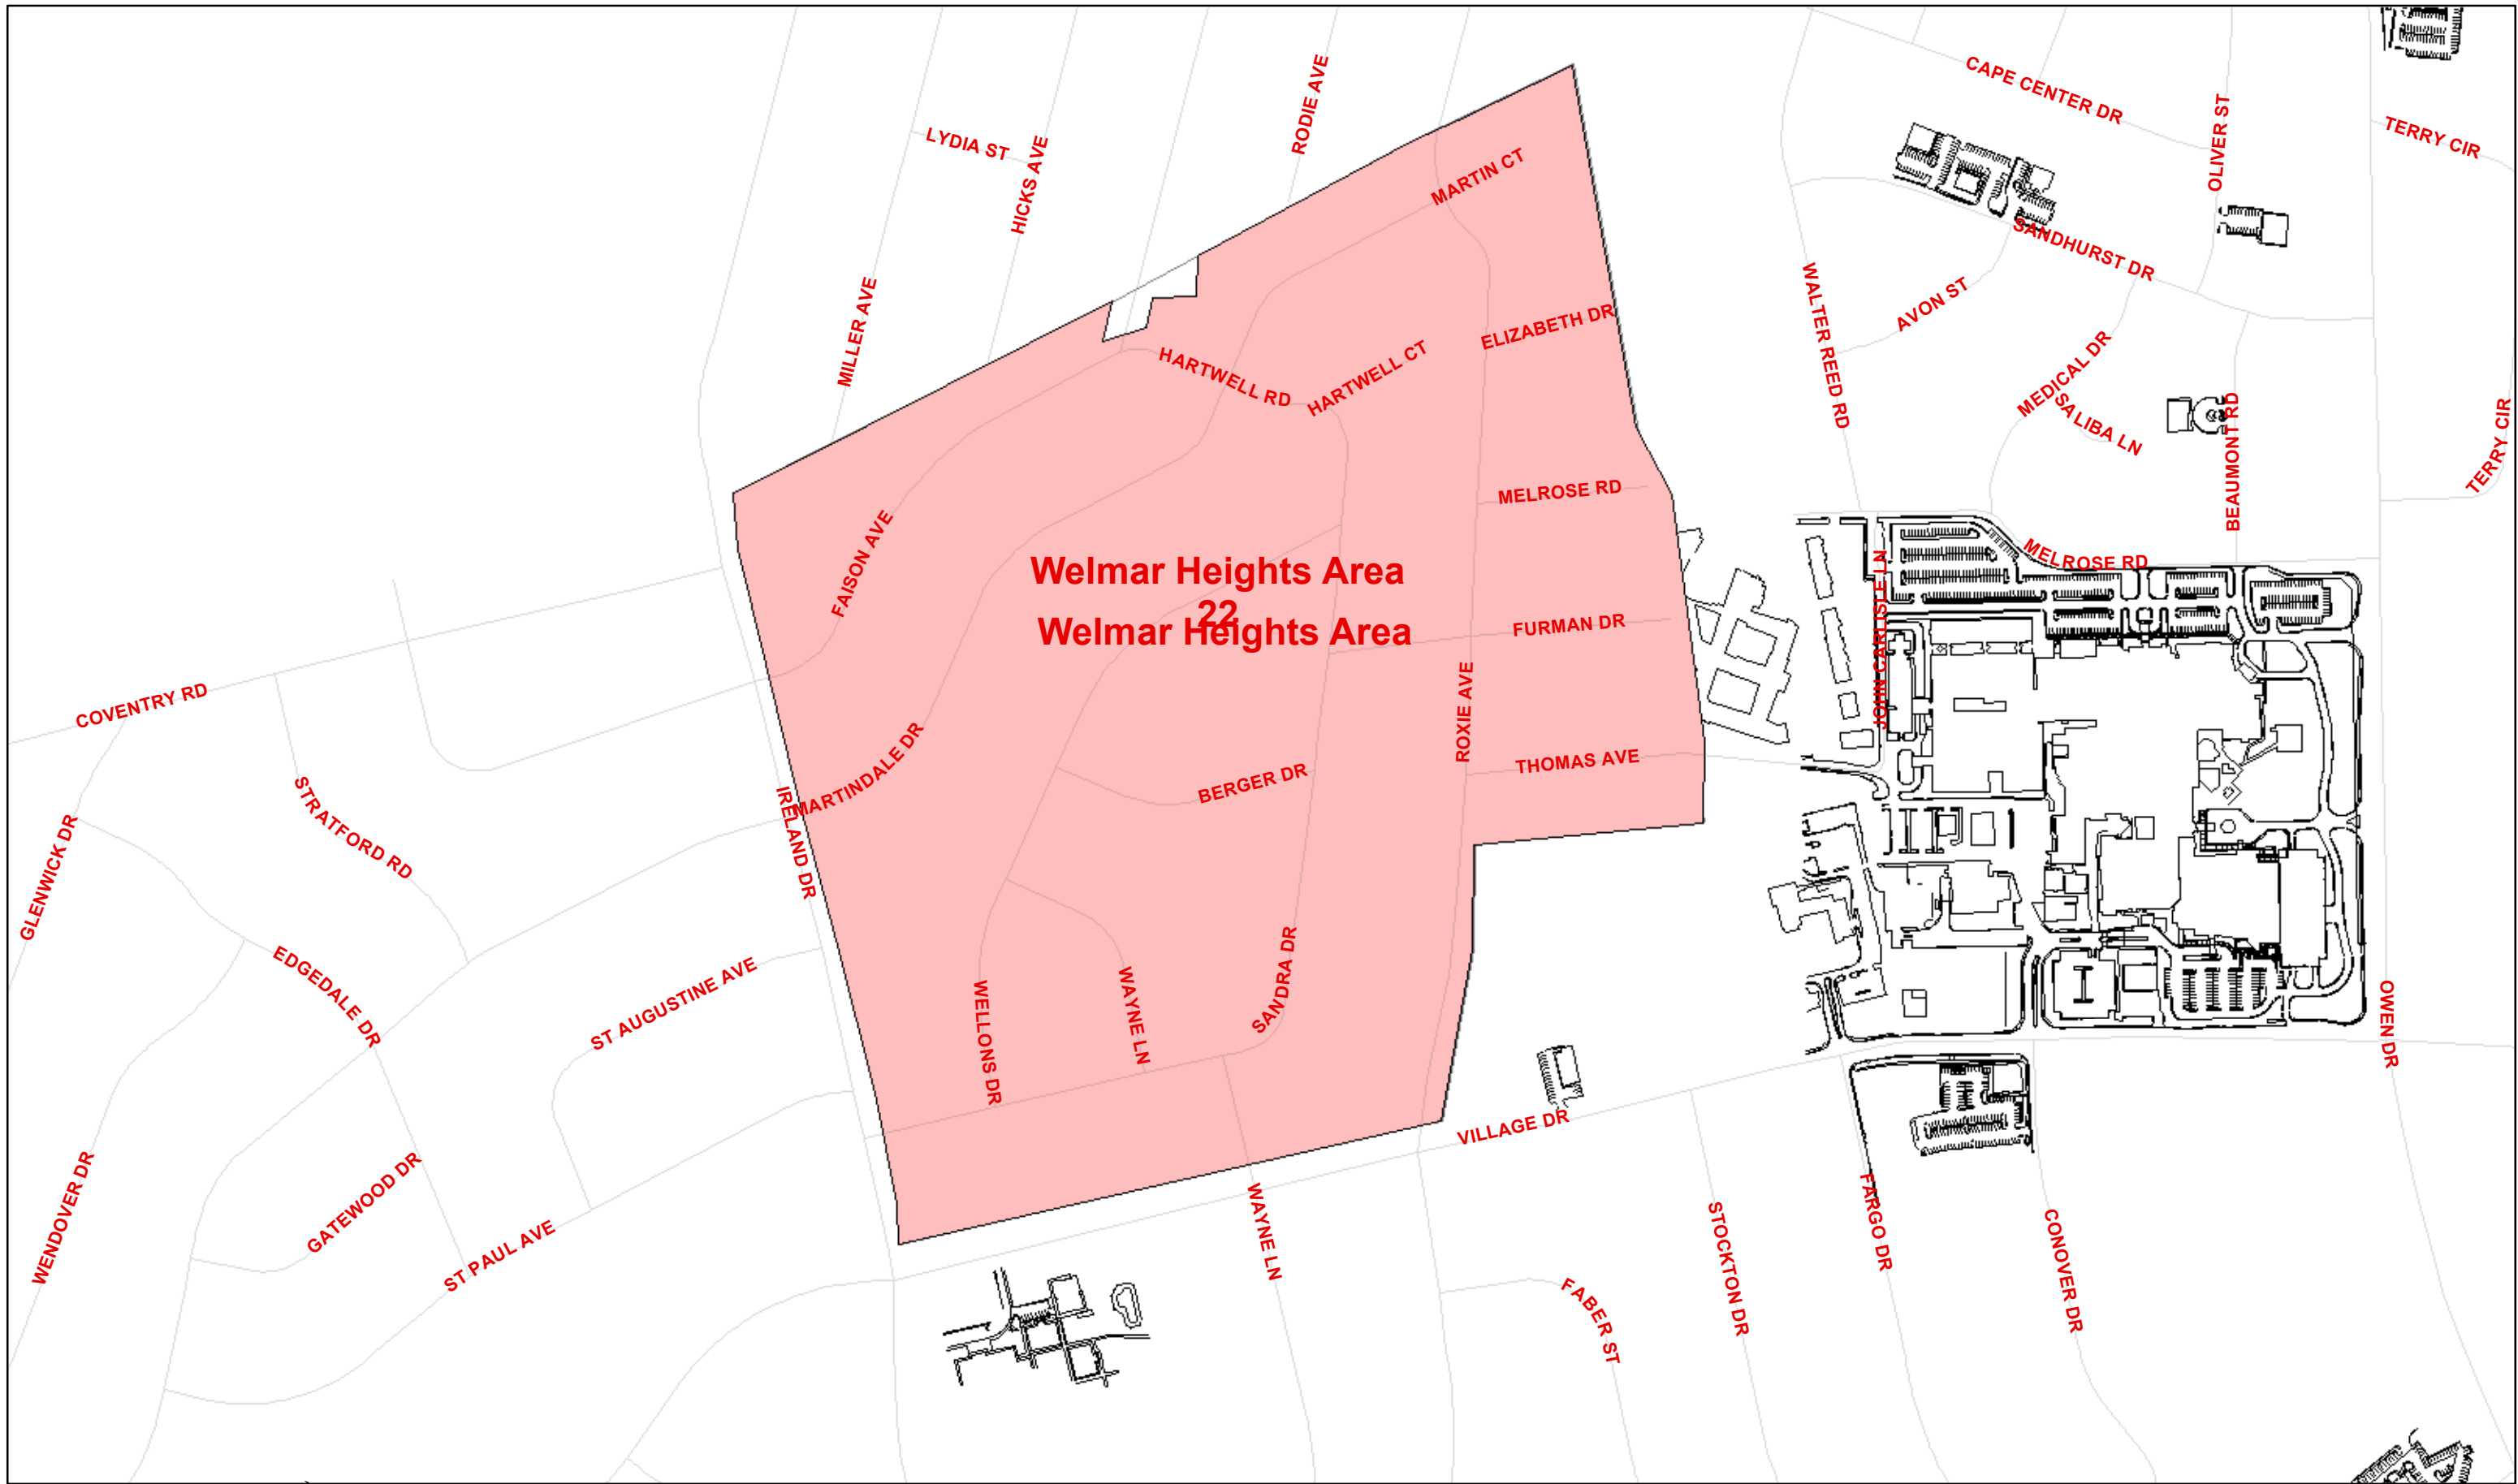 CAPE CENTER DR
RODIE AVE
OLIVER ST
TERRY CIR
LYDIA ST
HICKS AVE
MARTIN CT
SANDHURST DR
MILLER AVE
WALTER REED RD
AVON ST
ELIZABETH DR
HARTWELL RD
HARTWELL CT
MEDICAL DR
SALIBA LN
BEAUMONT RD
TERRY CIR
MELROSE RD
FAISON AVE
MELROSE RD
Welmar Heights Area
22
Welmar Heights Area
FURMAN DR
JOHN CARLISLE LN
COVENTRY RD
ROXIE AVE
MARTINDALE DR
THOMAS AVE
BERGER DR
STRATFORD RD
IRELAND DR
GLENWICK DR
EDGEDALE DR
ST AUGUSTINE AVE
WELLONS DR
WAYNE LN
SANDRA DR
OWEN DR
VILLAGE DR
WENDOVER DR
GATEWOOD DR
ST PAUL AVE
WAYNE LN
STOCKTON DR
FARGO DR
CONOVER DR
FABER ST